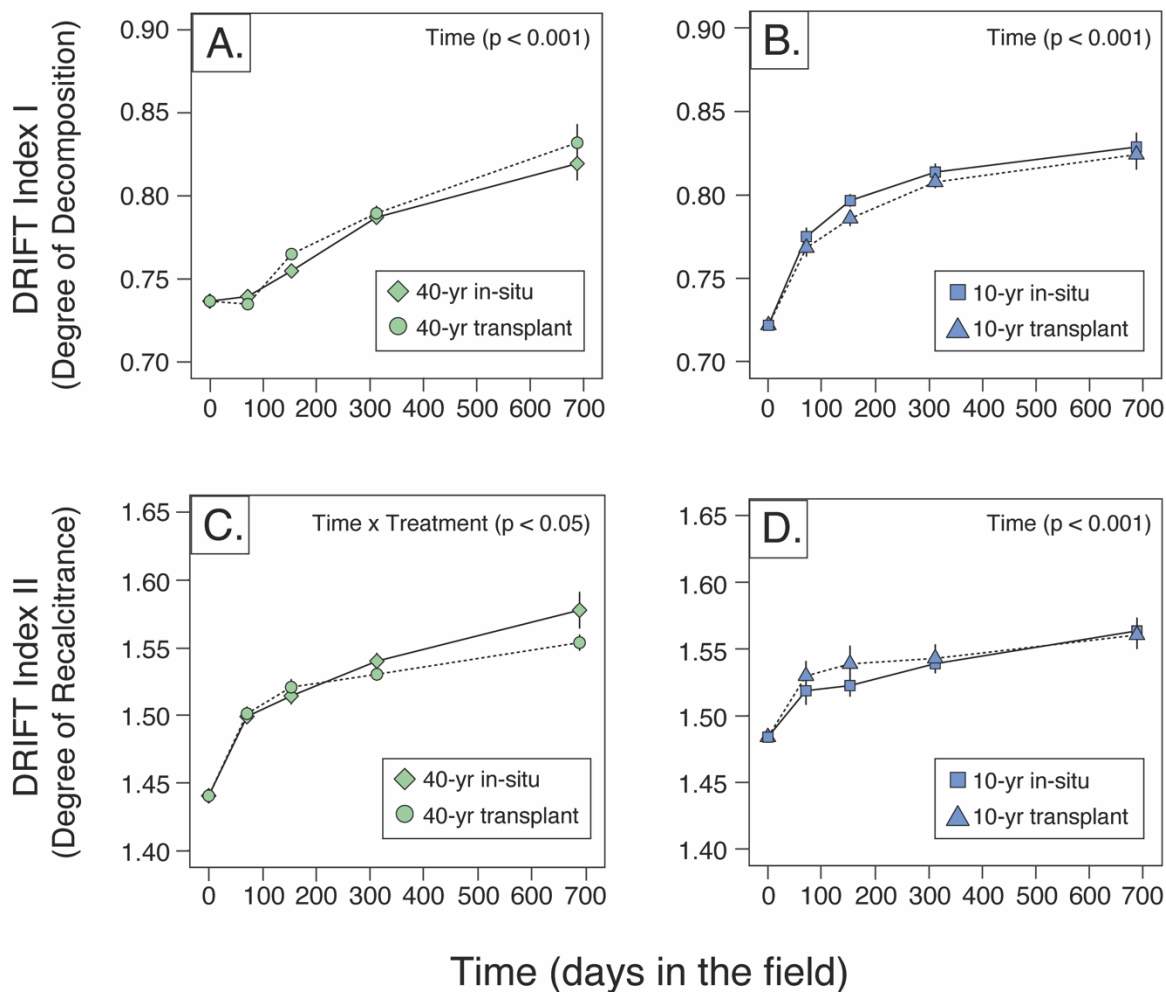 DRIFT Index I
(Degree of Decomposition)
A.
Time (p < 0.001)
0.90
0.85
0.80
0.75
0.70
40-yr in-situ
40-yr transplant
0 100 200 300 400 500 600 700
B.
Time (p < 0.001)
0.90
0.85
0.80
0.75
0.70
10-yr in-situ
10-yr transplant
0 100 200 300 400 500 600 700
DRIFT Index II
(Degree of Recalcitrance)
C.
Time x Treatment (p < 0.05)
1.65
1.60
1.55
1.50
1.45
1.40
40-yr in-situ
40-yr transplant
0 100 200 300 400 500 600 700
D.
Time (p < 0.001)
1.65
1.60
1.55
1.50
1.45
1.40
10-yr in-situ
10-yr transplant
0 100 200 300 400 500 600 700
Time (days in the field)